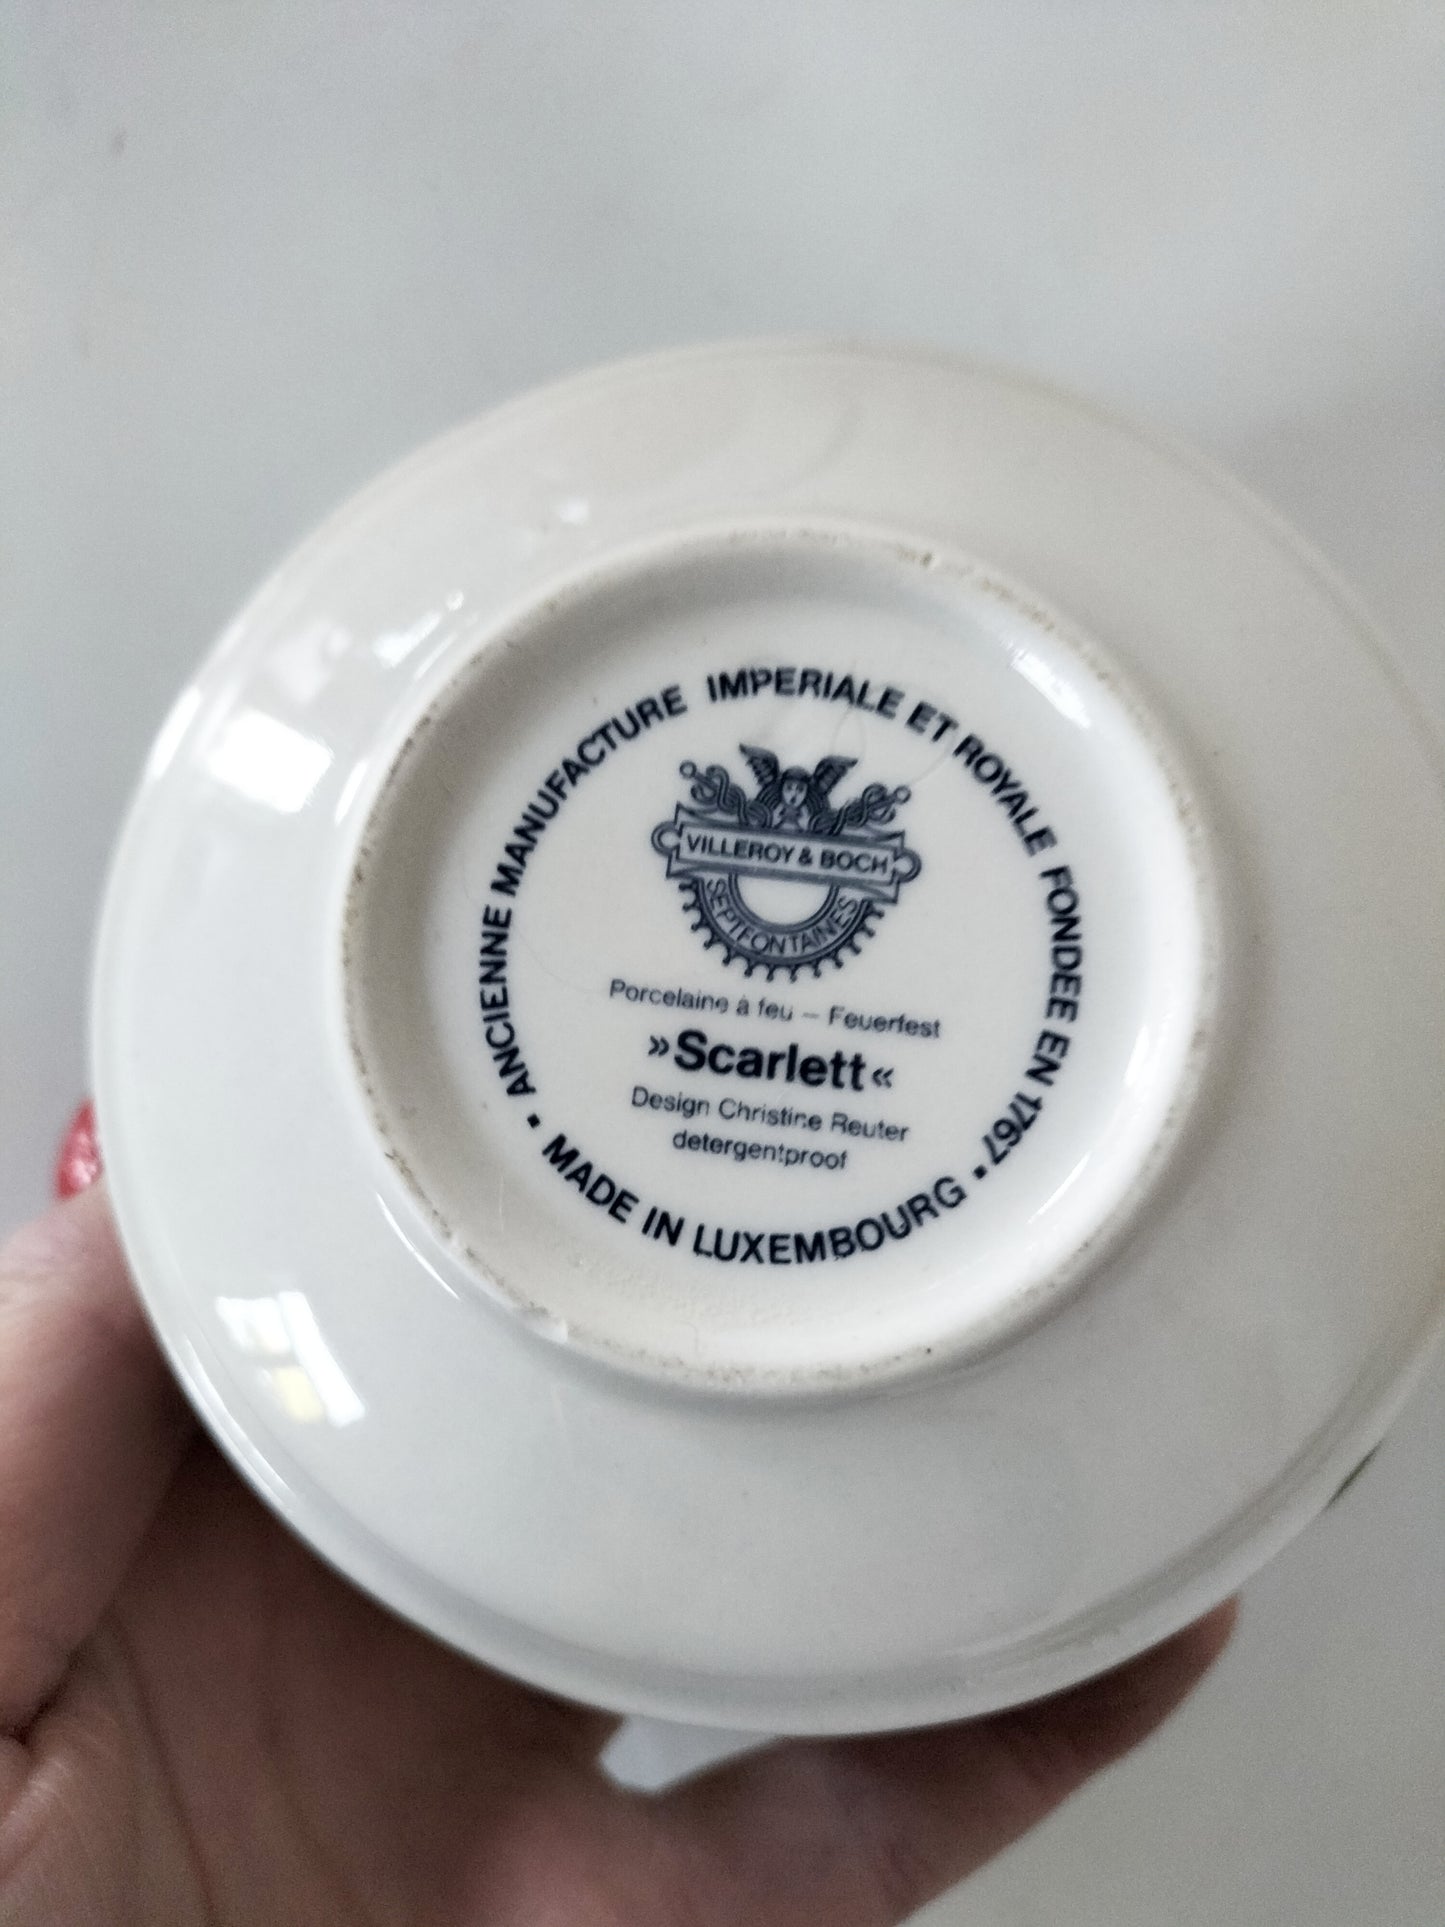 ANCIENNE MANUFACTURE IMPERIALE ET ROYALE FONDEE EN 1767 •
VILLEROY & BOCH
SEPTFONTAINES
Porcelaine à feu – Feuerfest
»Scarlett«
Design Christine Reuter
detergentproof
• MADE IN LUXEMBOURG